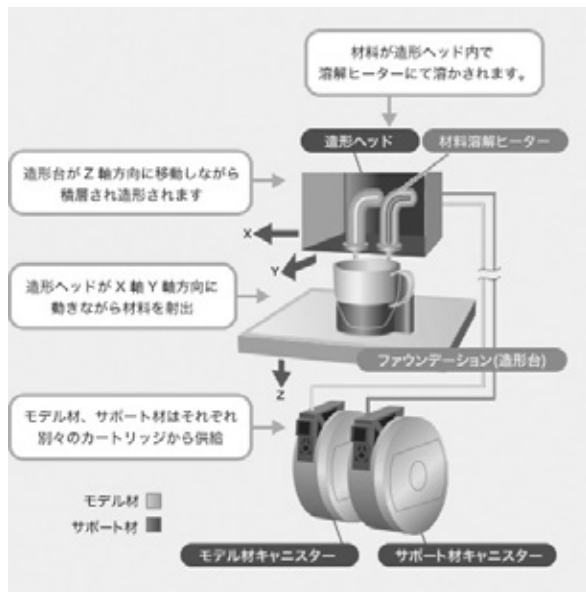 材料が造形ヘッド内で
溶解ヒーターにて溶かされます。
造形ヘッド
材料溶解ヒーター
造形台がZ軸方向に移動しながら
積層され造形されます
X
Y
造形ヘッドがX軸Y軸方向に
動きながら材料を射出
ファウンデーション(造形台)
Z
モデル材、サポート材はそれぞれ
別々のカートリッジから供給
モデル材
サポート材
モデル材キャニスター
サポート材キャニスター